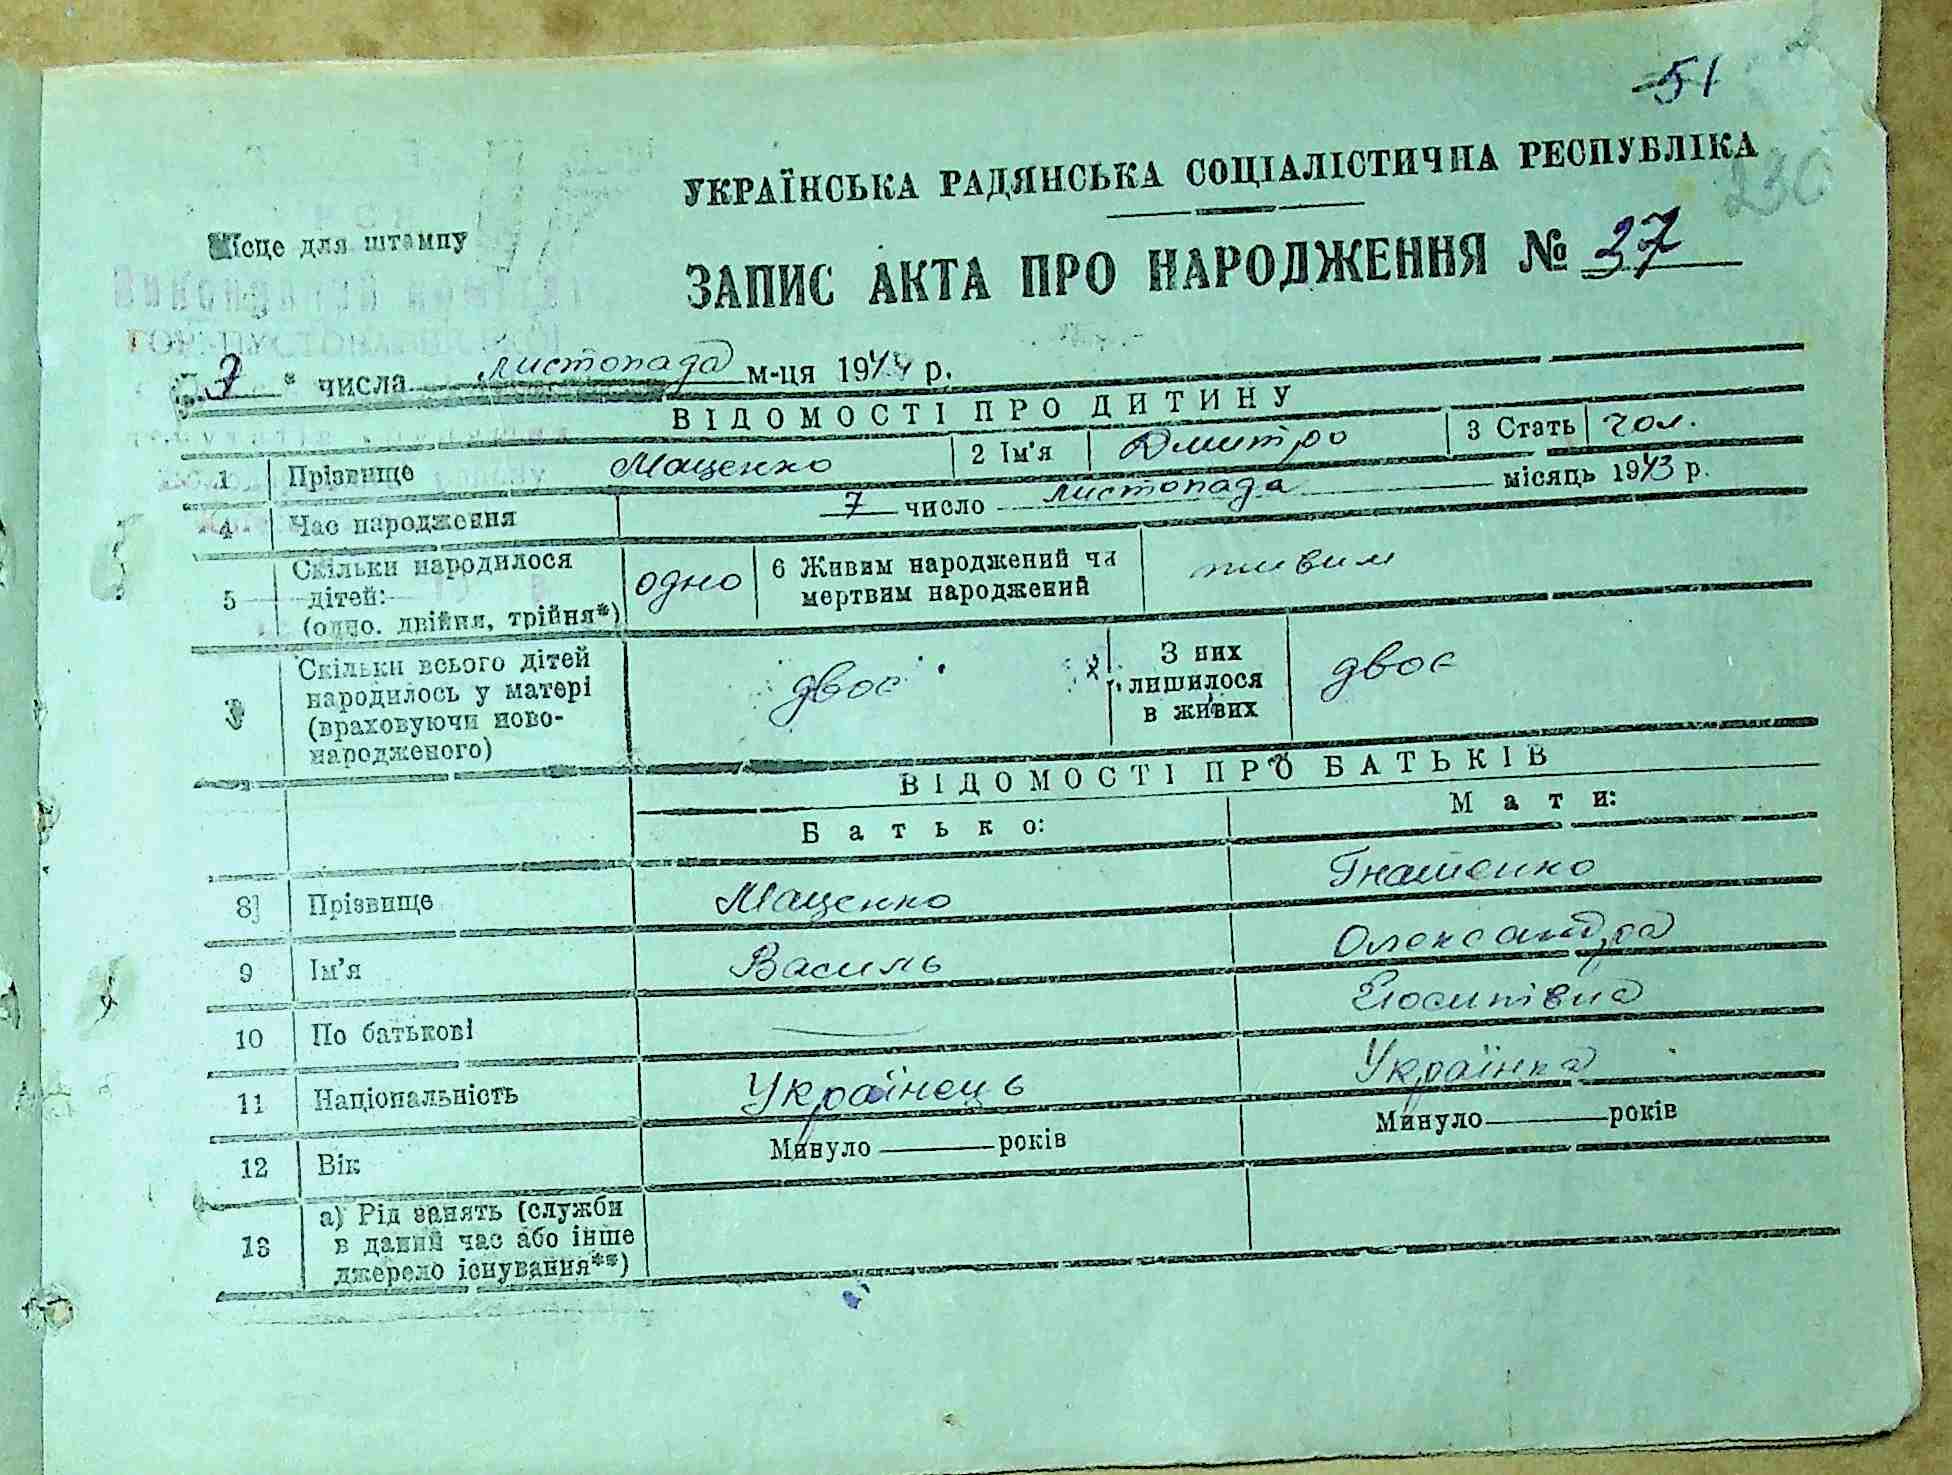 51
230
УКРАЇНСЬКА РАДЯНСЬКА СОЦІАЛІСТИЧНА РЕСПУБЛІКА
Місце для штампу
ЗАПИС АКТА ПРО НАРОДЖЕННЯ № 37
7 числа листопада м-ця 1944 р.
ВІДОМОСТІ ПРО ДИТИНУ
1 Прізвище Маценко 2 Ім'я Дмитро 3 Стать чол.
4 Час народження 7 число листопада місяць 1943 р.
5 Скільки народилося дітей: (одно, двійня, трійня*) одно 6 Живим народжений чи мертвим народжений живим
Скільки всього дітей народилось у матері (враховуючи ново-народженого) двоє З них лишилося в живих двоє
ВІДОМОСТІ ПРО БАТЬКІВ
Батько: Мати:
8 Прізвище Маценко Гнатенко
9 Ім'я Василь Олександра
10 По батькові — Йосипівна
11 Національність Українець Українка
12 Вік Минуло — років Минуло — років
13 а) Рід занять (служби в даний час або інше джерело існування**)